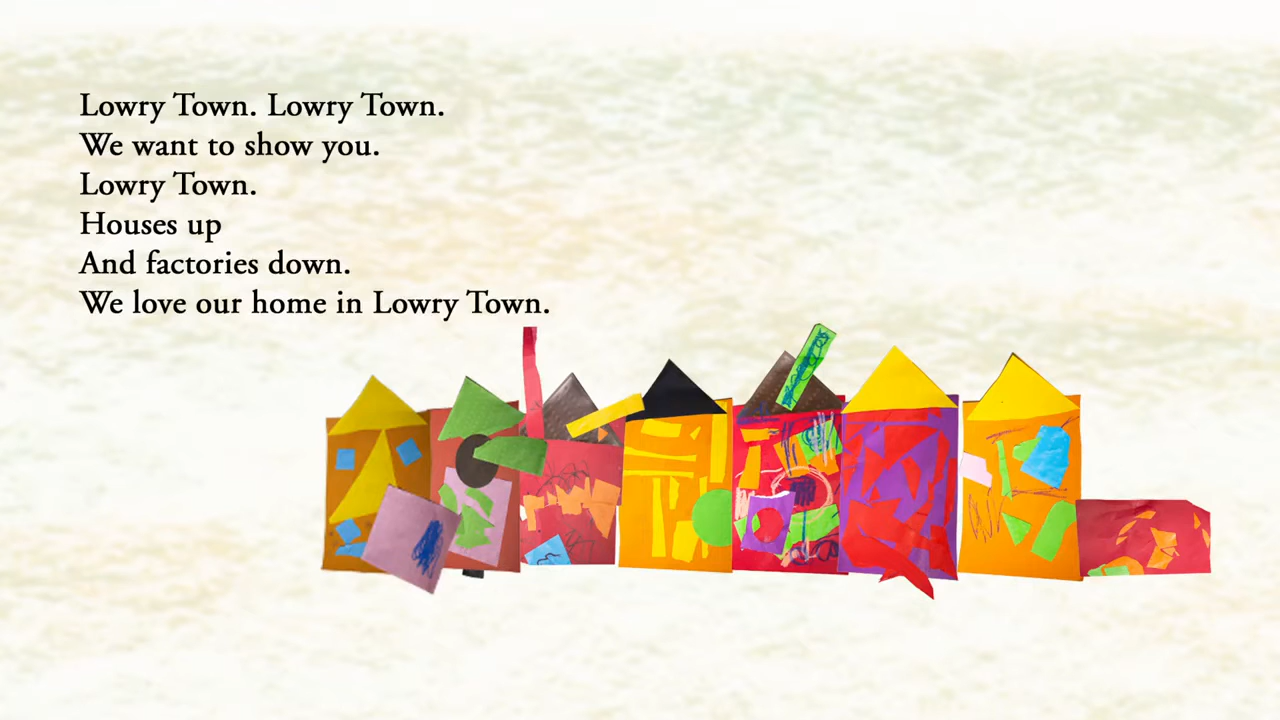 Lowry Town. Lowry Town.
We want to show you.
Lowry Town.
Houses up
And factories down.
We love our home in Lowry Town.